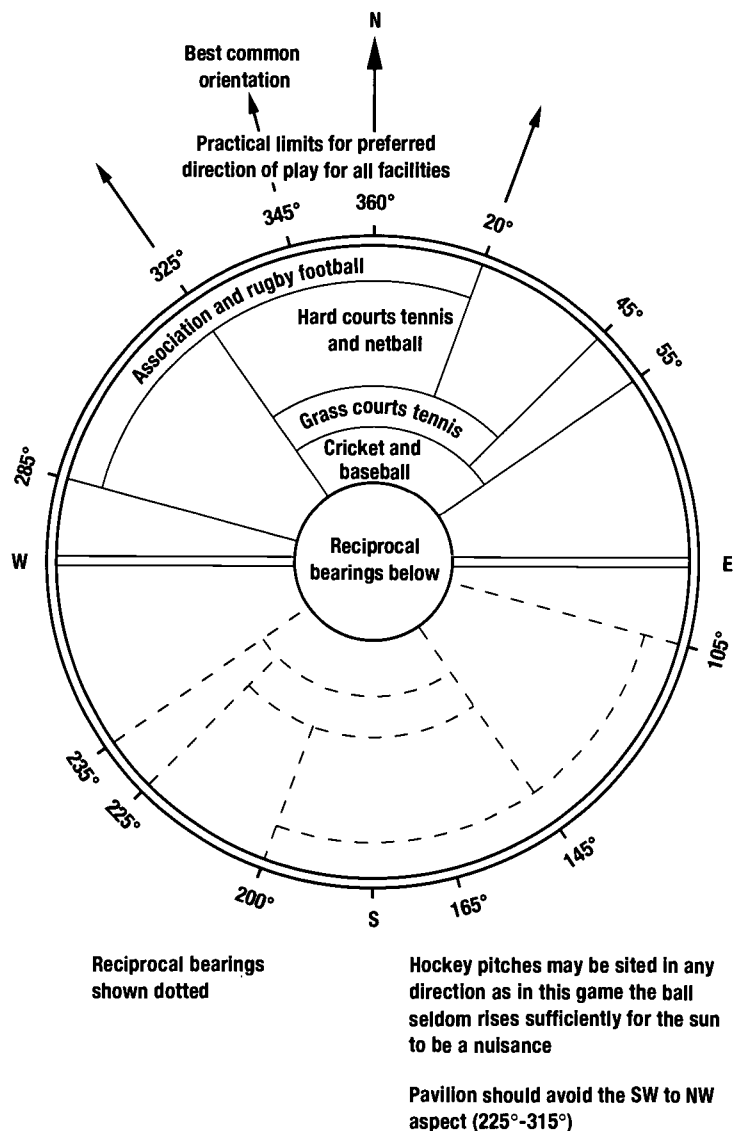 N
Best common
orientation
Practical limits for preferred
direction of play for all facilities
325°
345°
360°
20°
45°
55°
Association and rugby football
Hard courts tennis
and netball
Grass courts tennis
Cricket and
baseball
285°
W
Reciprocal
bearings below
E
105°
235°
225°
200°
S
165°
145°
Reciprocal bearings
shown dotted
Hockey pitches may be sited in any
direction as in this game the ball
seldom rises sufficiently for the sun
to be a nuisance
Pavilion should avoid the SW to NW
aspect (225°-315°)